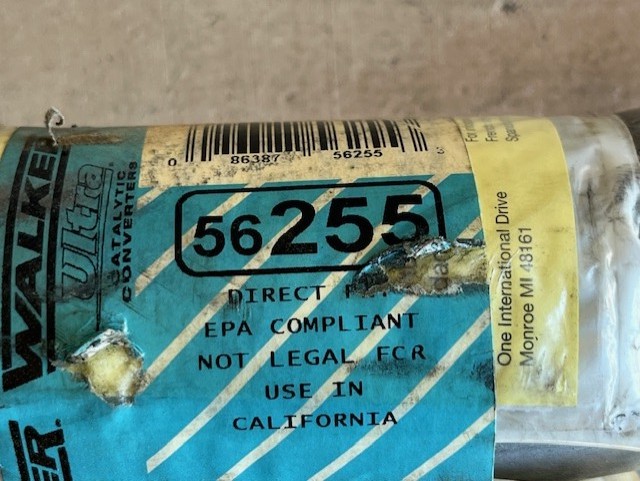 WALKER
Ultra
CATALYTIC
CONVERTERS
0 86387 56255 3
56255
DIRECT
EPA COMPLIANT
NOT LEGAL FOR
USE IN
CALIFORNIA
One International Drive
Monroe MI 48161